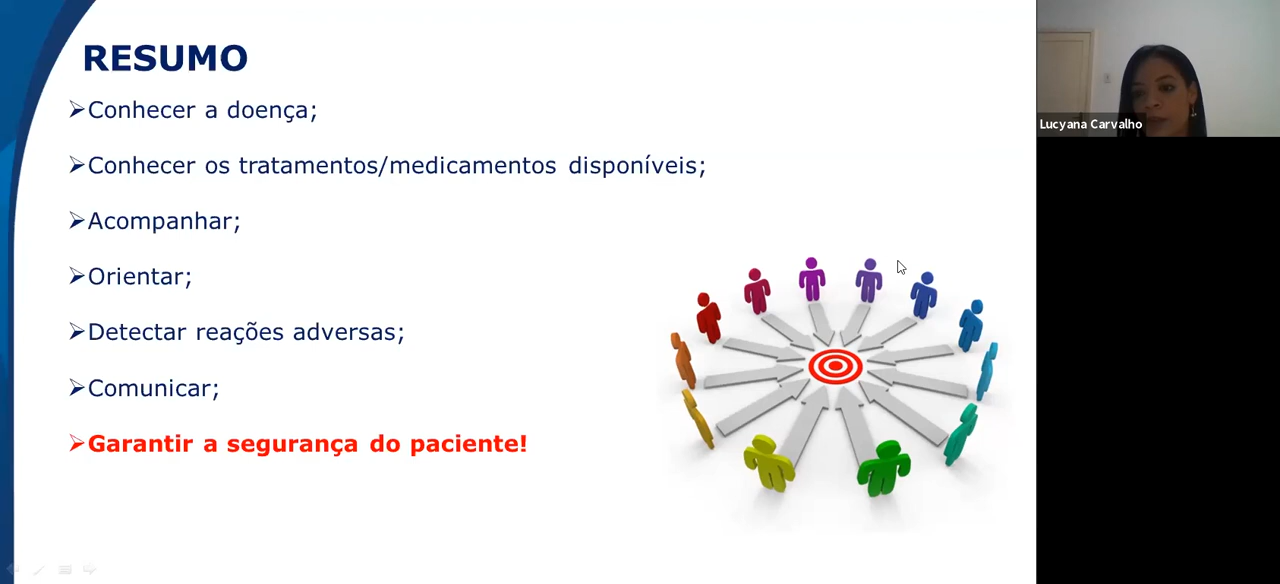 RESUMO
➢Conhecer a doença;
➢Conhecer os tratamentos/medicamentos disponíveis;
➢Acompanhar;
➢Orientar;
➢Detectar reações adversas;
➢Comunicar;
➢Garantir a segurança do paciente!
Lucyana Carvalho